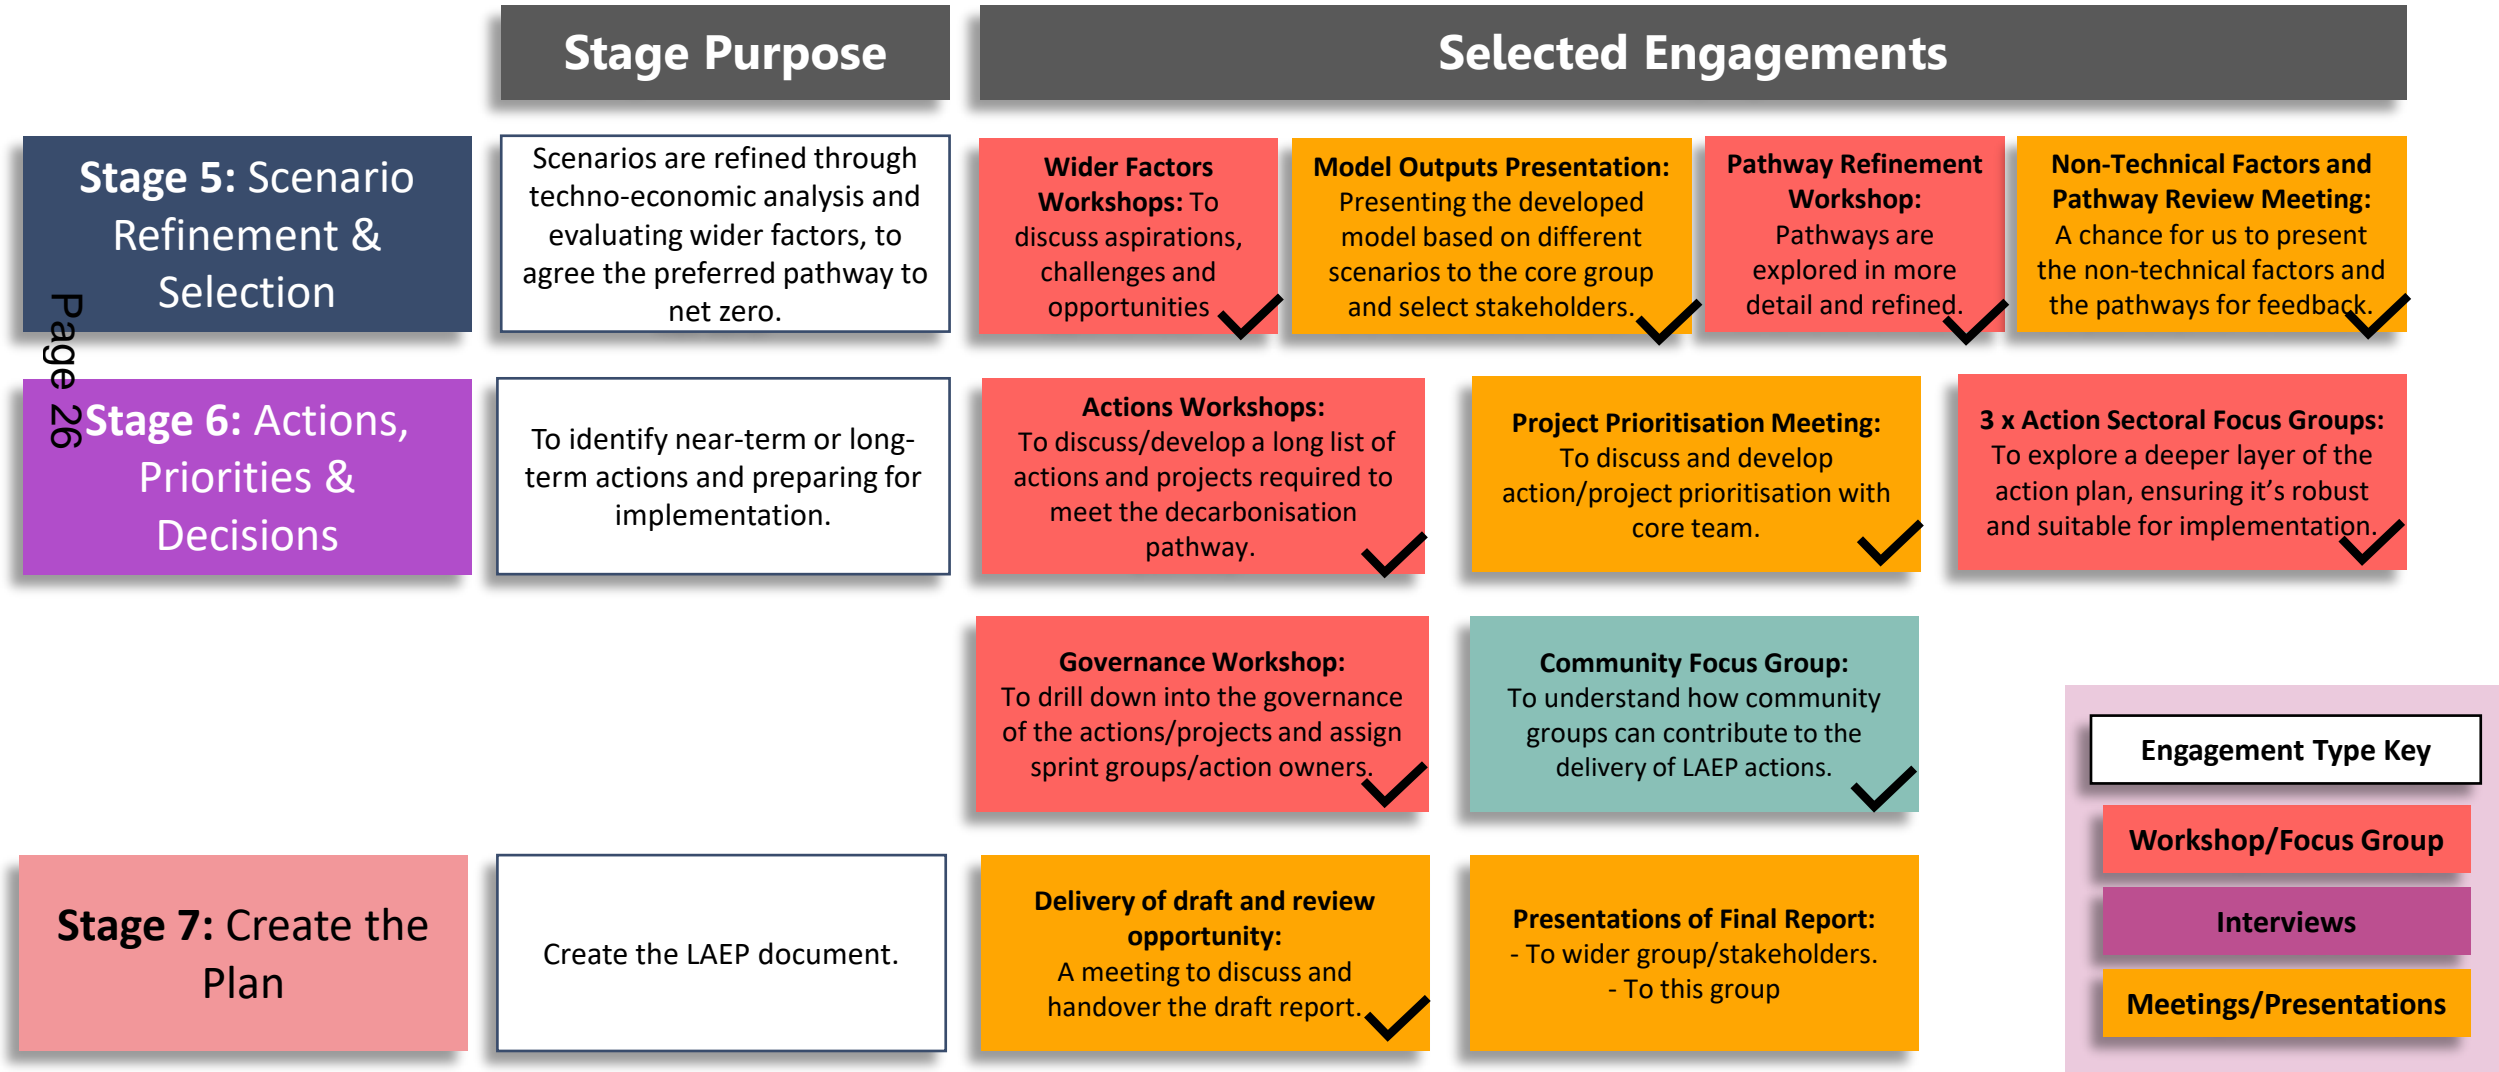 Stage Purpose
Selected Engagements
Stage 5: Scenario
Refinement &
Selection
Scenarios are refined through
techno-economic analysis and
evaluating wider factors, to
agree the preferred pathway to
net zero.
Wider Factors
Workshops: To
discuss aspirations,
challenges and
opportunities
Model Outputs Presentation:
Presenting the developed
model based on different
scenarios to the core group
and select stakeholders.
Pathway Refinement
Workshop:
Pathways are
explored in more
detail and refined.
Non-Technical Factors and
Pathway Review Meeting:
A chance for us to present
the non-technical factors and
the pathways for feedback.
Page 26
Stage 6: Actions,
Priorities &
Decisions
To identify near-term or long-
term actions and preparing for
implementation.
Actions Workshops:
To discuss/develop a long list of
actions and projects required to
meet the decarbonisation
pathway.
Project Prioritisation Meeting:
To discuss and develop
action/project prioritisation with
core team.
3 x Action Sectoral Focus Groups:
To explore a deeper layer of the
action plan, ensuring it’s robust
and suitable for implementation.
Governance Workshop:
To drill down into the governance
of the actions/projects and assign
sprint groups/action owners.
Community Focus Group:
To understand how community
groups can contribute to the
delivery of LAEP actions.
Stage 7: Create the
Plan
Create the LAEP document.
Delivery of draft and review
opportunity:
A meeting to discuss and
handover the draft report.
Presentations of Final Report:
- To wider group/stakeholders.
- To this group
Engagement Type Key
Workshop/Focus Group
Interviews
Meetings/Presentations